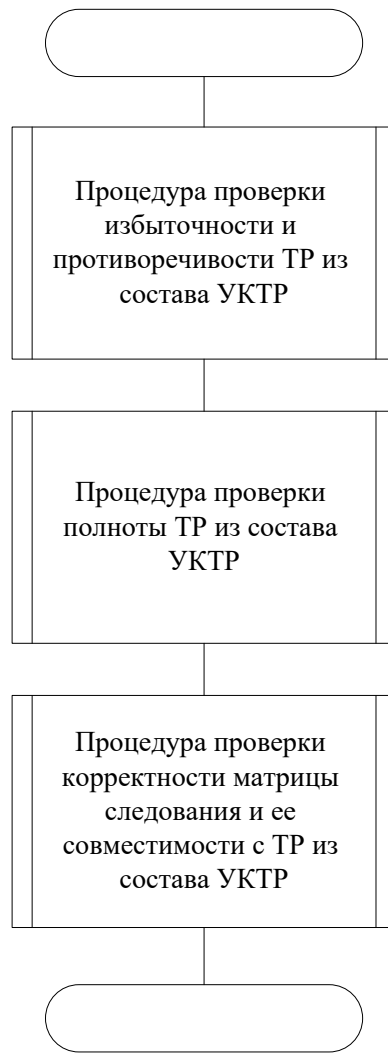 Процедура проверки
избыточности и
противоречивости ТР из
состава УКТР
Процедура проверки
полноты ТР из состава
УКТР
Процедура проверки
корректности матрицы
следования и ее
совместимости с ТР из
состава УКТР